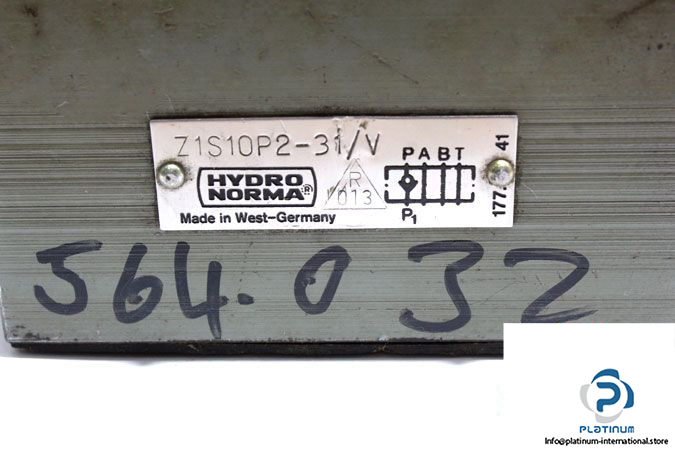 Z1S10P2-31/V
HYDRO
NORMA®
Made in West-Germany
R
013
P A B T
P1
177 41
564.032
PLATINUM
Info@platinum-international.store